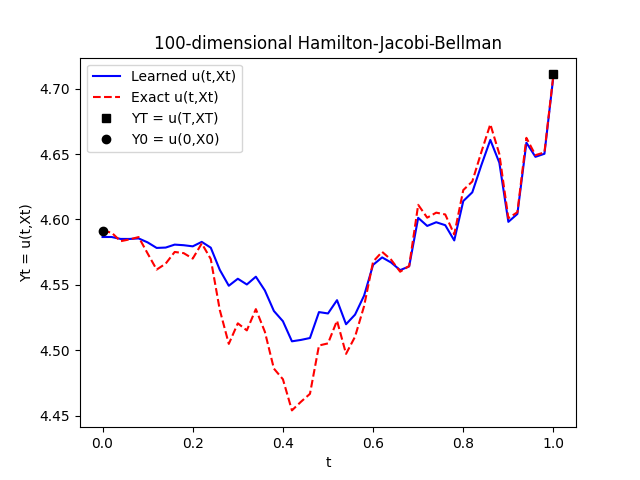 100-dimensional Hamilton-Jacobi-Bellman
Learned u(t,Xt)
Exact u(t,Xt)
YT = u(T,XT)
Y0 = u(0,X0)
Yt = u(t,Xt)
4.70
4.65
4.60
4.55
4.50
4.45
0.0 0.2 0.4 0.6 0.8 1.0
t